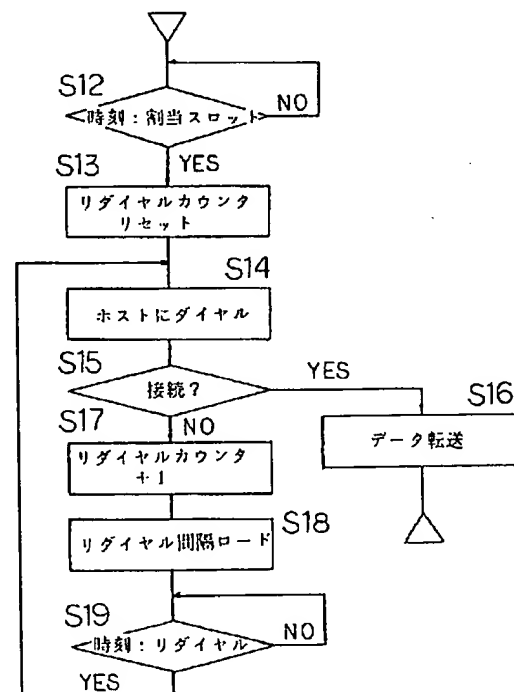 S12
時刻：割当スロット
NO
YES
S13
リダイヤルカウンタ
リセット
S14
ホストにダイヤル
S15
接続？
YES
S16
データ転送
NO
S17
リダイヤルカウンタ
+1
リダイヤル間隔ロード
S18
S19
時刻：リダイヤル
NO
YES